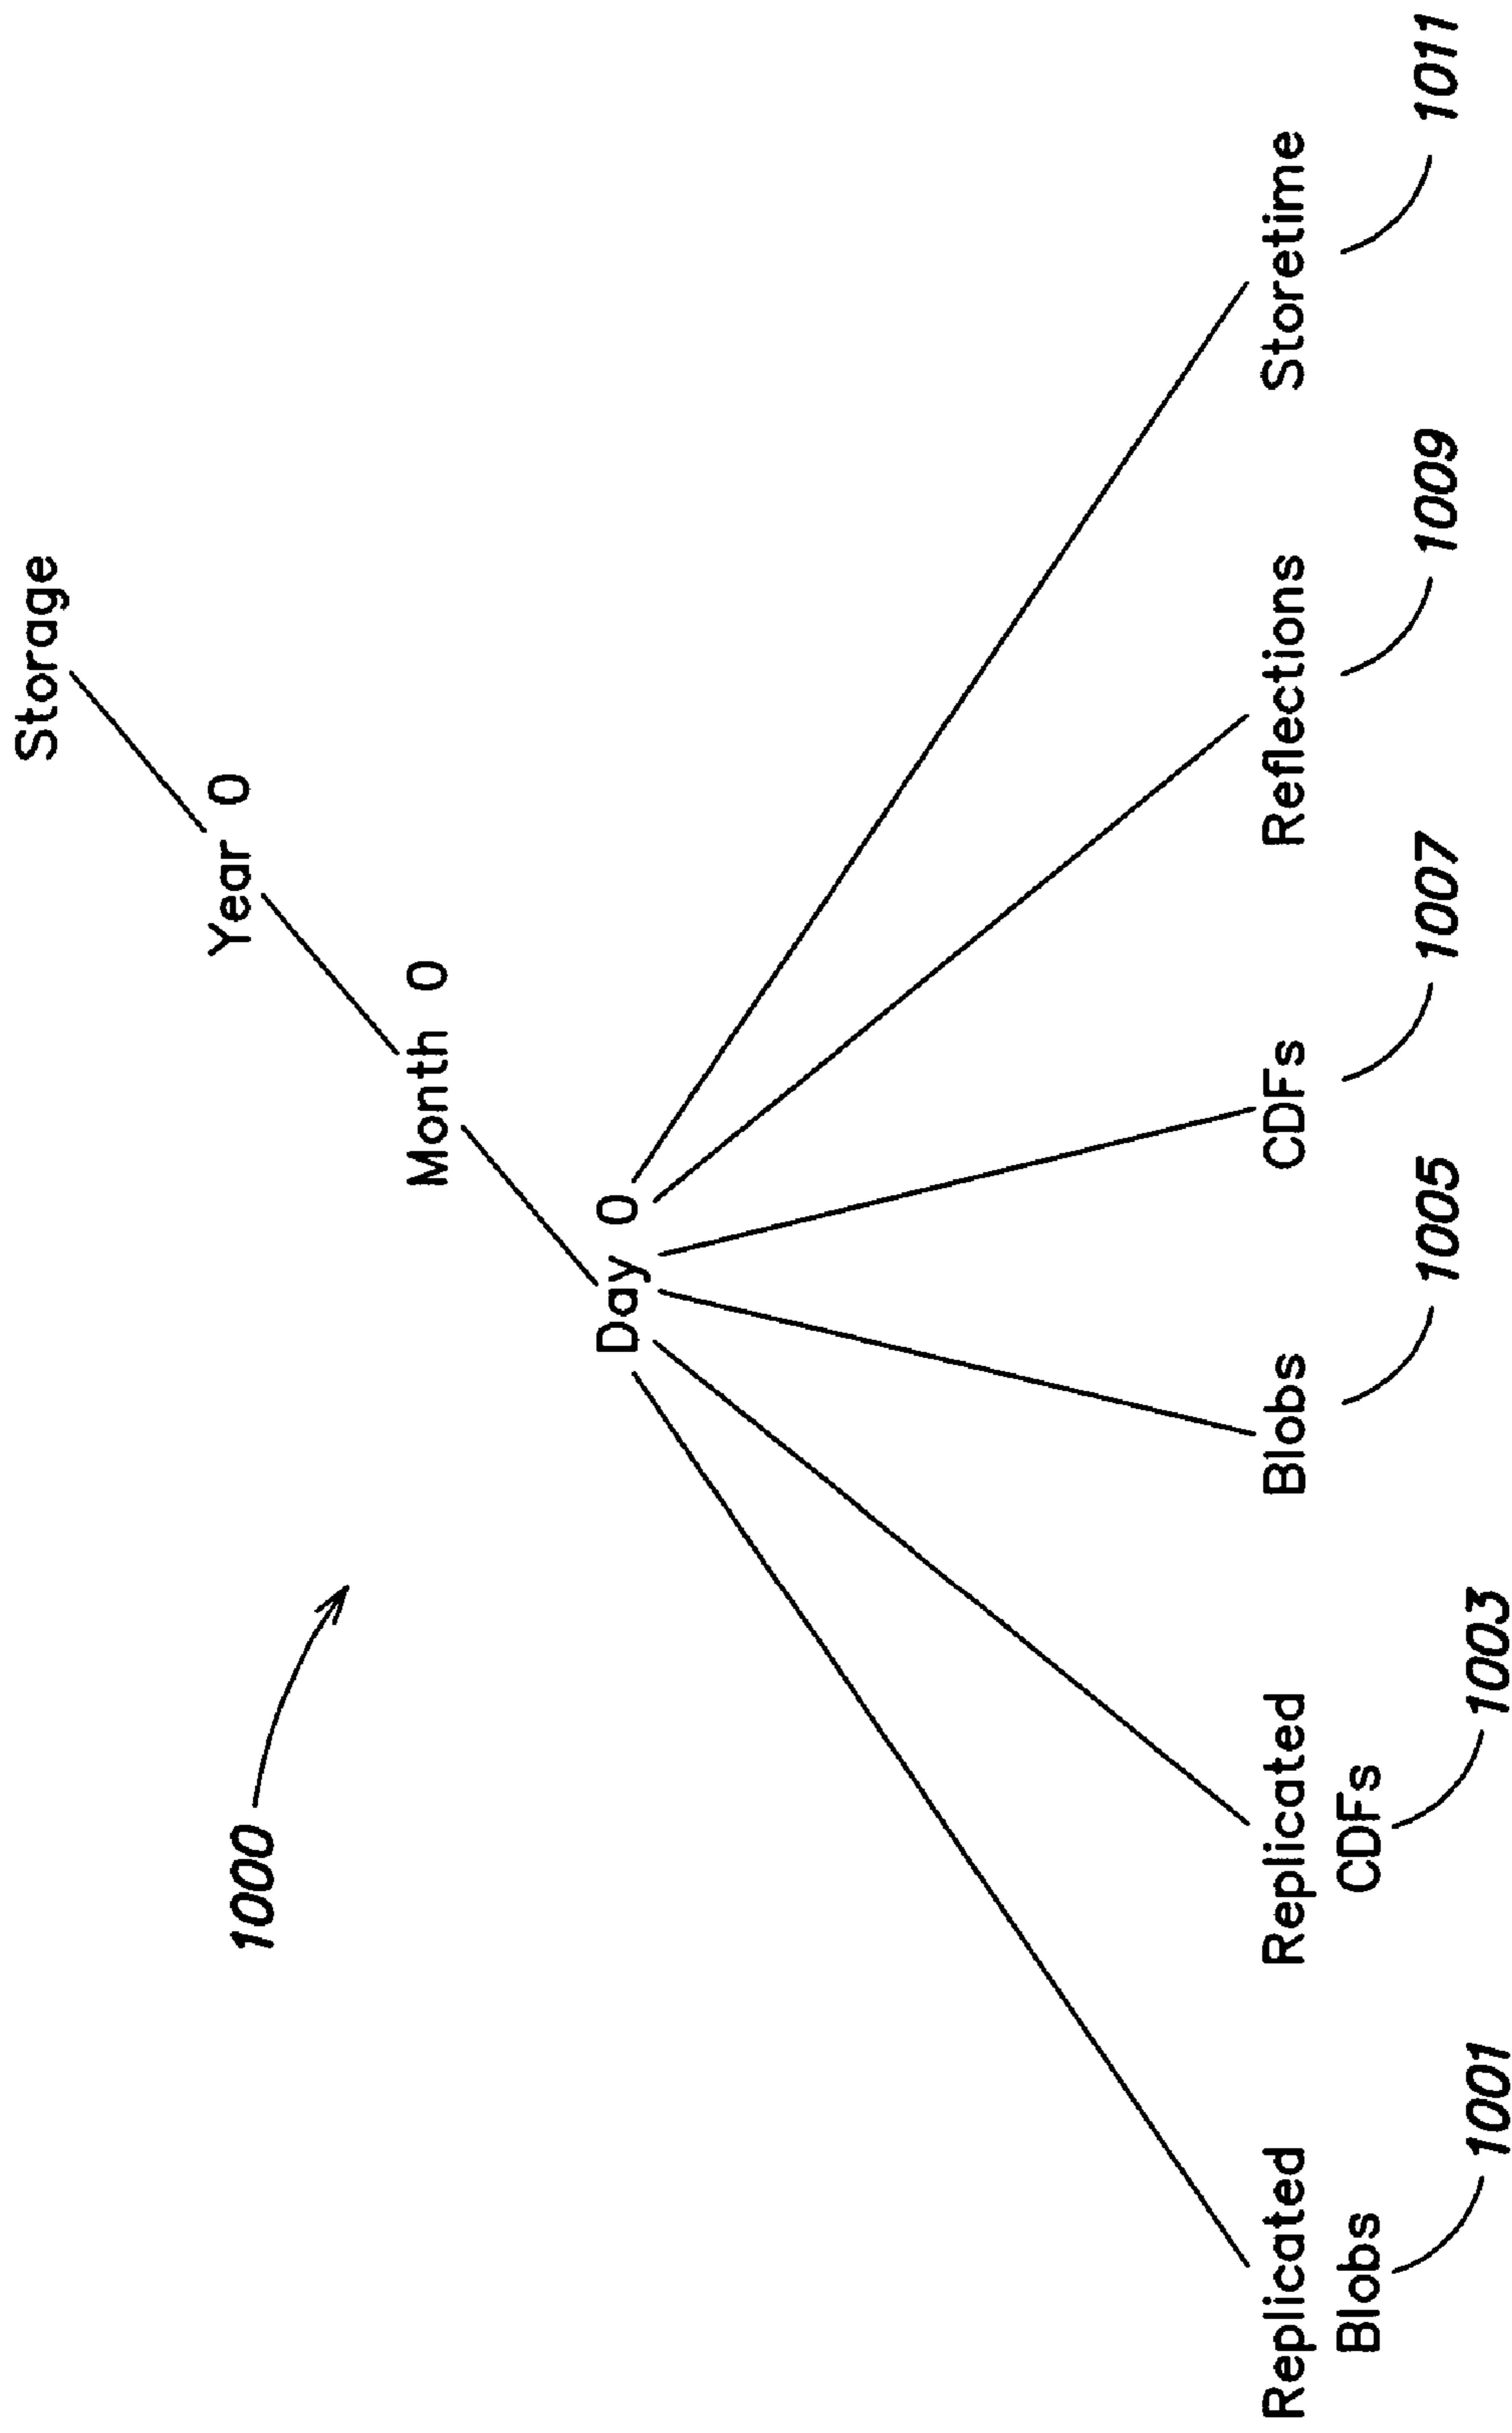 Storage
Year 0
1000
Month 0
Day 0
Replicated
Blobs
1001
Replicated
CDFs
1003
Blobs
1005
CDFs
1007
Reflections
1009
Storetime
1011